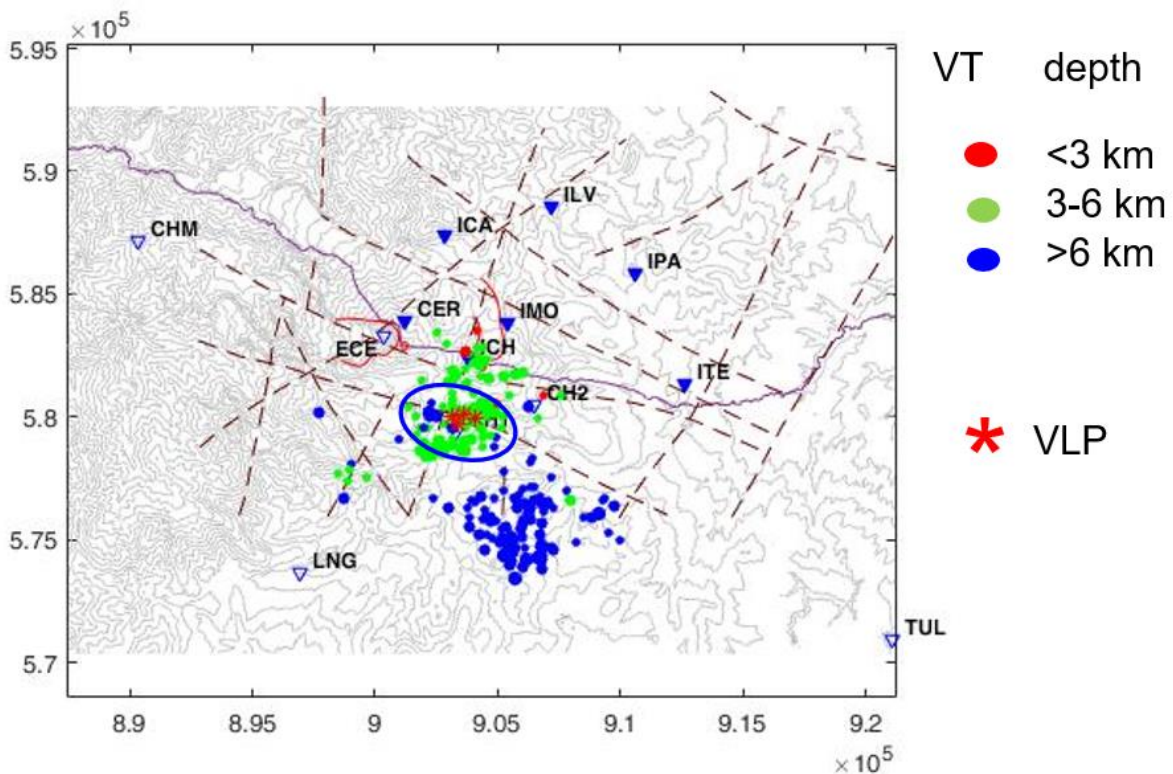 × 10⁵
5.95
5.9
5.85
5.8
5.75
5.7
8.9
8.95
9
9.05
9.1
9.15
9.2
× 10⁵
CHM
ICA
ILV
IPA
CER
IMO
ECE
ICH
ITE
CH2
LNG
TUL
VT depth
<3 km
3-6 km
>6 km
* VLP